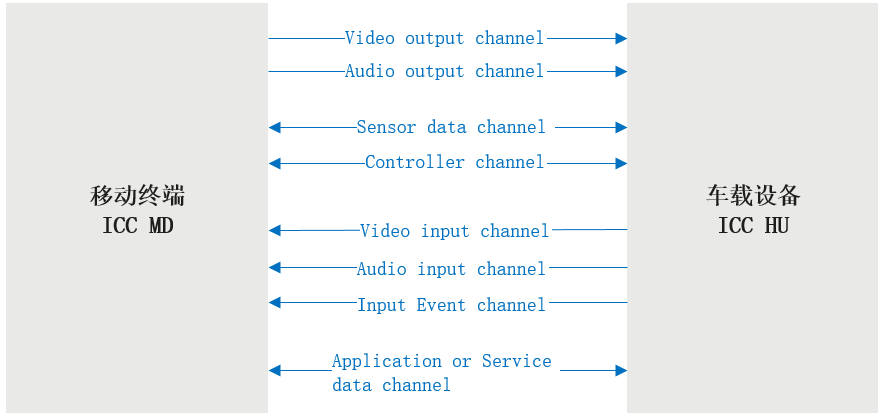 Video output channel
Audio output channel
Sensor data channel
Controller channel
移动终端
ICC MD
车载设备
ICC HU
Video input channel
Audio input channel
Input Event channel
Application or Service
data channel